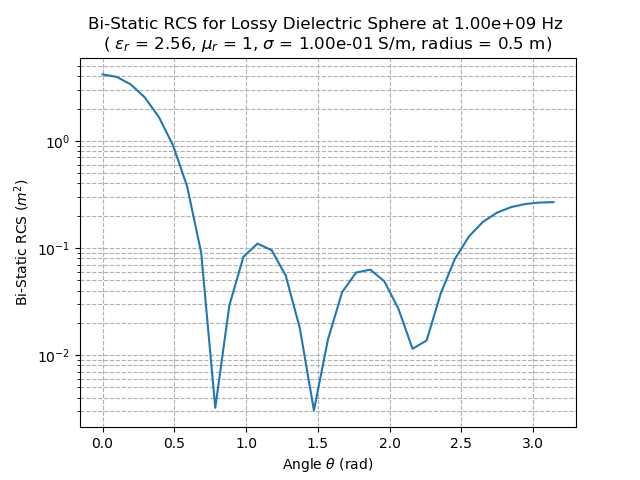 Bi-Static RCS for Lossy Dielectric Sphere at 1.00e+09 Hz
( εᵣ = 2.56, μᵣ = 1, σ = 1.00e-01 S/m, radius = 0.5 m)
Bi-Static RCS (m²)
10⁰
10⁻¹
10⁻²
0.0 0.5 1.0 1.5 2.0 2.5 3.0
Angle θ (rad)